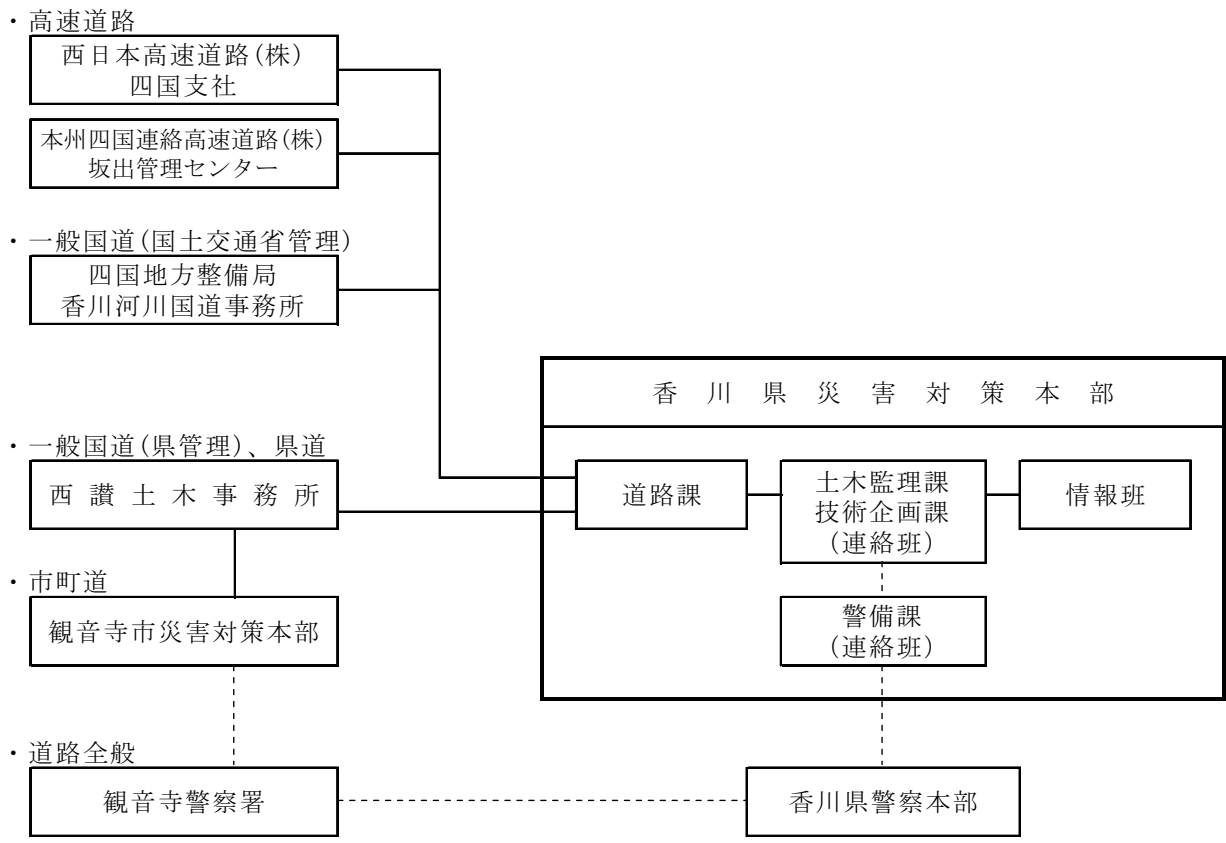 ・高速道路
西日本高速道路(株)
四国支社
本州四国連絡高速道路(株)
坂出管理センター
・一般国道(国土交通省管理)
四国地方整備局
香川河川国道事務所
香川県災害対策本部
・一般国道(県管理)、県道
西讃土木事務所
道路課
土木監理課
技術企画課
(連絡班)
情報班
・市町道
観音寺市災害対策本部
警備課
(連絡班)
・道路全般
観音寺警察署
香川県警察本部